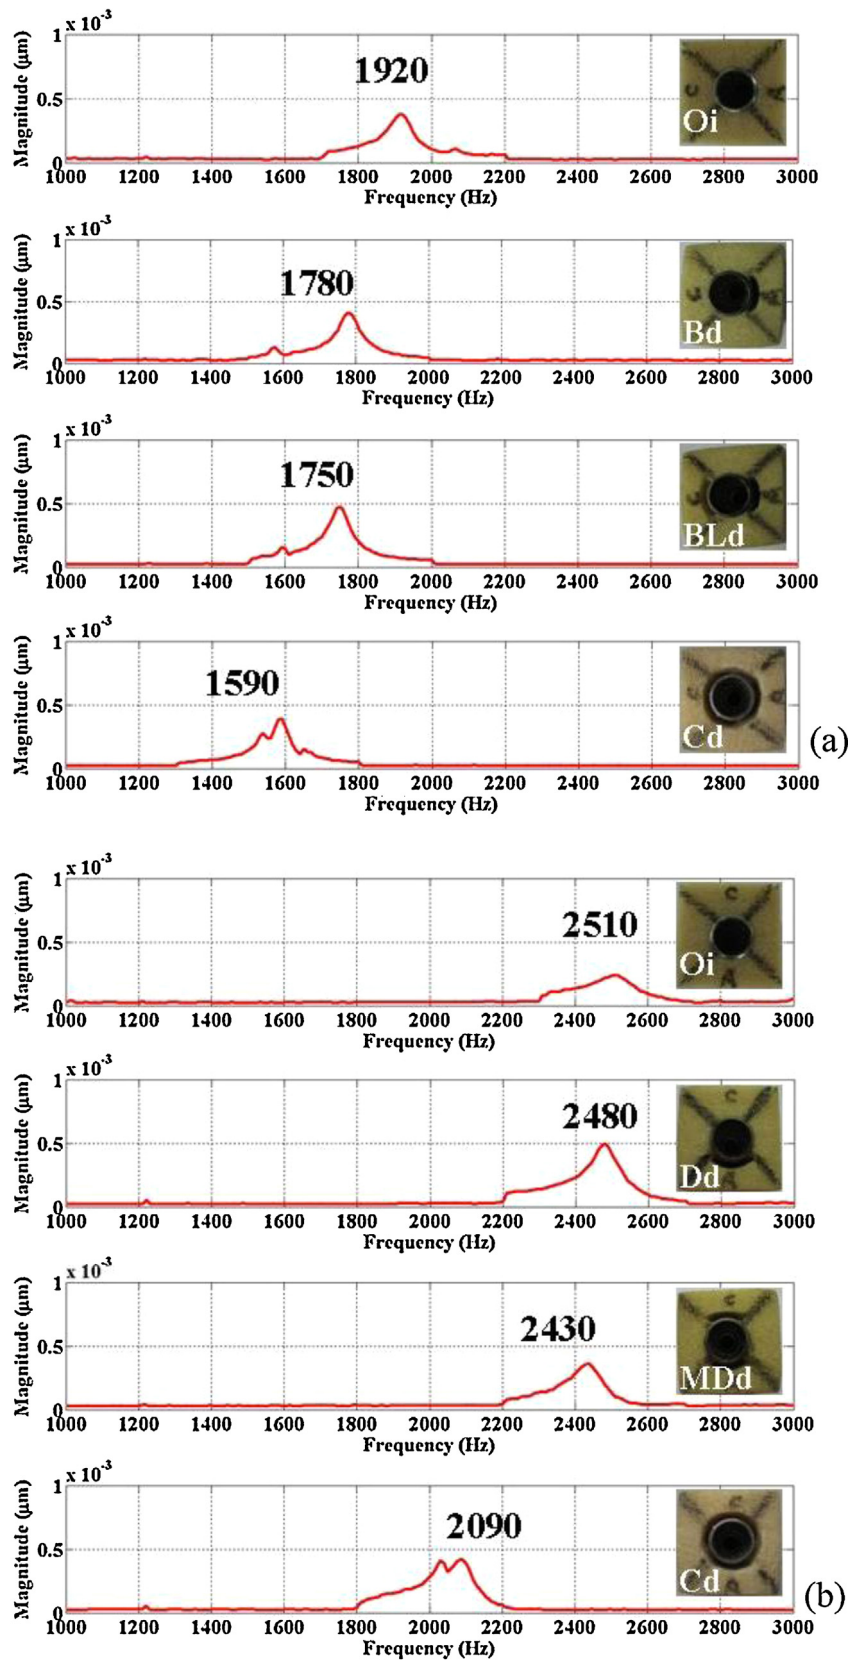 1 x 10-3
1920
Oi
C A
Magnitude (μm)
1
0.5
0
1000 1200 1400 1600 1800 2000 2200 2400 2600 2800 3000
Frequency (Hz)
1 x 10-3
1780
Bd
Magnitude (μm)
0.5
0
1000 1200 1400 1600 1800 2000 2200 2400 2600 2800 3000
Frequency (Hz)
1 x 10-3
1750
BLd
Magnitude (μm)
0.5
0
1000 1200 1400 1600 1800 2000 2200 2400 2600 2800 3000
Frequency (Hz)
1 x 10-3
1590
Cd
Magnitude (μm)
0.5
0
1000 1200 1400 1600 1800 2000 2200 2400 2600 2800 3000
Frequency (Hz)
(a)
1 x 10-3
2510
C
Oi
A
Magnitude (μm)
0.5
0
1000 1200 1400 1600 1800 2000 2200 2400 2600 2800 3000
Frequency (Hz)
1 x 10-3
2480
C
Dd
A
Magnitude (μm)
0.5
0
1000 1200 1400 1600 1800 2000 2200 2400 2600 2800 3000
Frequency (Hz)
1 x 10-3
2430
C
MDd
Magnitude (μm)
0.5
0
1000 1200 1400 1600 1800 2000 2200 2400 2600 2800 3000
Frequency (Hz)
1 x 10-3
2090
C
Cd
Magnitude (μm)
0.5
0
1000 1200 1400 1600 1800 2000 2200 2400 2600 2800 3000
Frequency (Hz)
(b)